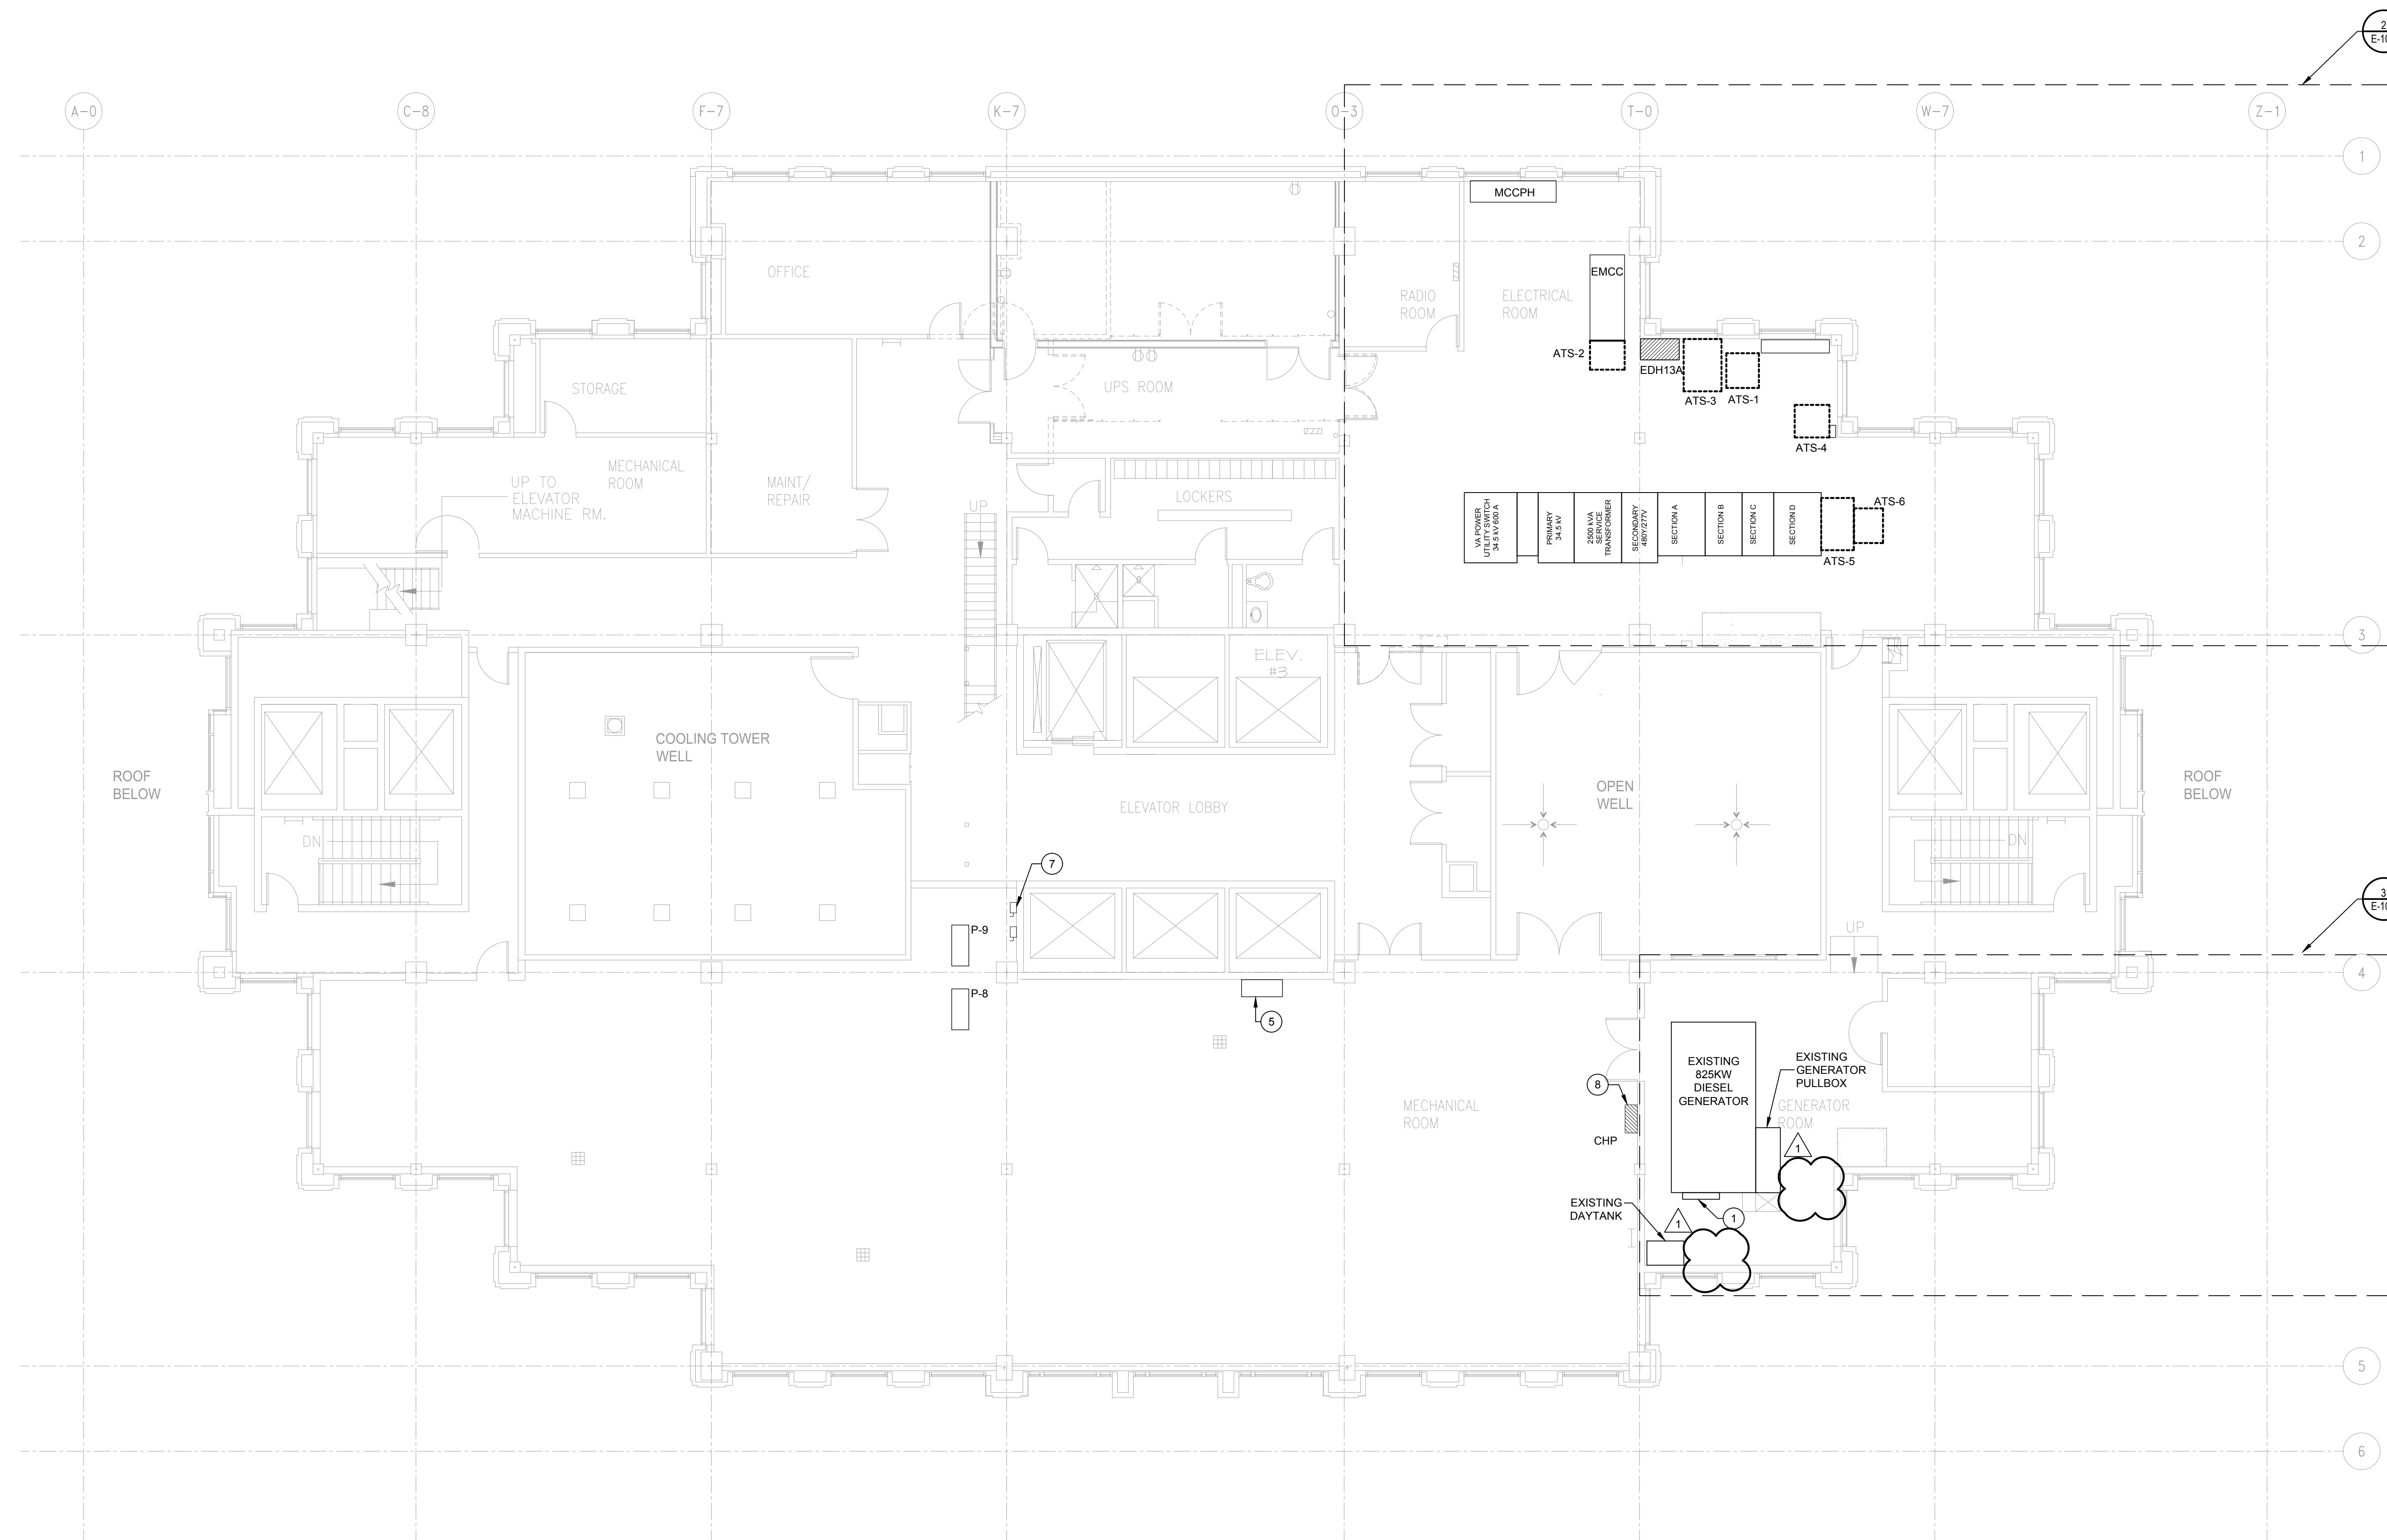 2
A-0
C-8
F-7
K-7
O-3
T-0
W-7
Z-1
1
MCCPH
2
OFFICE
EMCC
RADIO
ROOM
ELECTRICAL
ROOM
ATS-2
EDH13A
ATS-3
ATS-1
STORAGE
UPS ROOM
ATS-4
MECHANICAL
ROOM
UP TO
ELEVATOR
MACHINE RM.
MAINT/
REPAIR
LOCKERS
UP
VA POWER
UTILITY SWITCH
34.5 kV 600 A
PRIMARY
34.5 kV
2500 kVA
SERVICE
TRANSFORMER
SECONDARY
480Y/277V
SECTION A
SECTION B
SECTION C
SECTION D
ATS-6
ATS-5
3
ELEV.
#3
COOLING TOWER
WELL
ROOF
BELOW
OPEN
WELL
ROOF
BELOW
ELEVATOR LOBBY
DN
DN
7
3
P-9
UP
4
P-8
5
EXISTING
825KW
DIESEL
GENERATOR
EXISTING
GENERATOR
PULLBOX
8
MECHANICAL
ROOM
GENERATOR
ROOM
CHP
1
EXISTING
DAYTANK
1
1
5
6